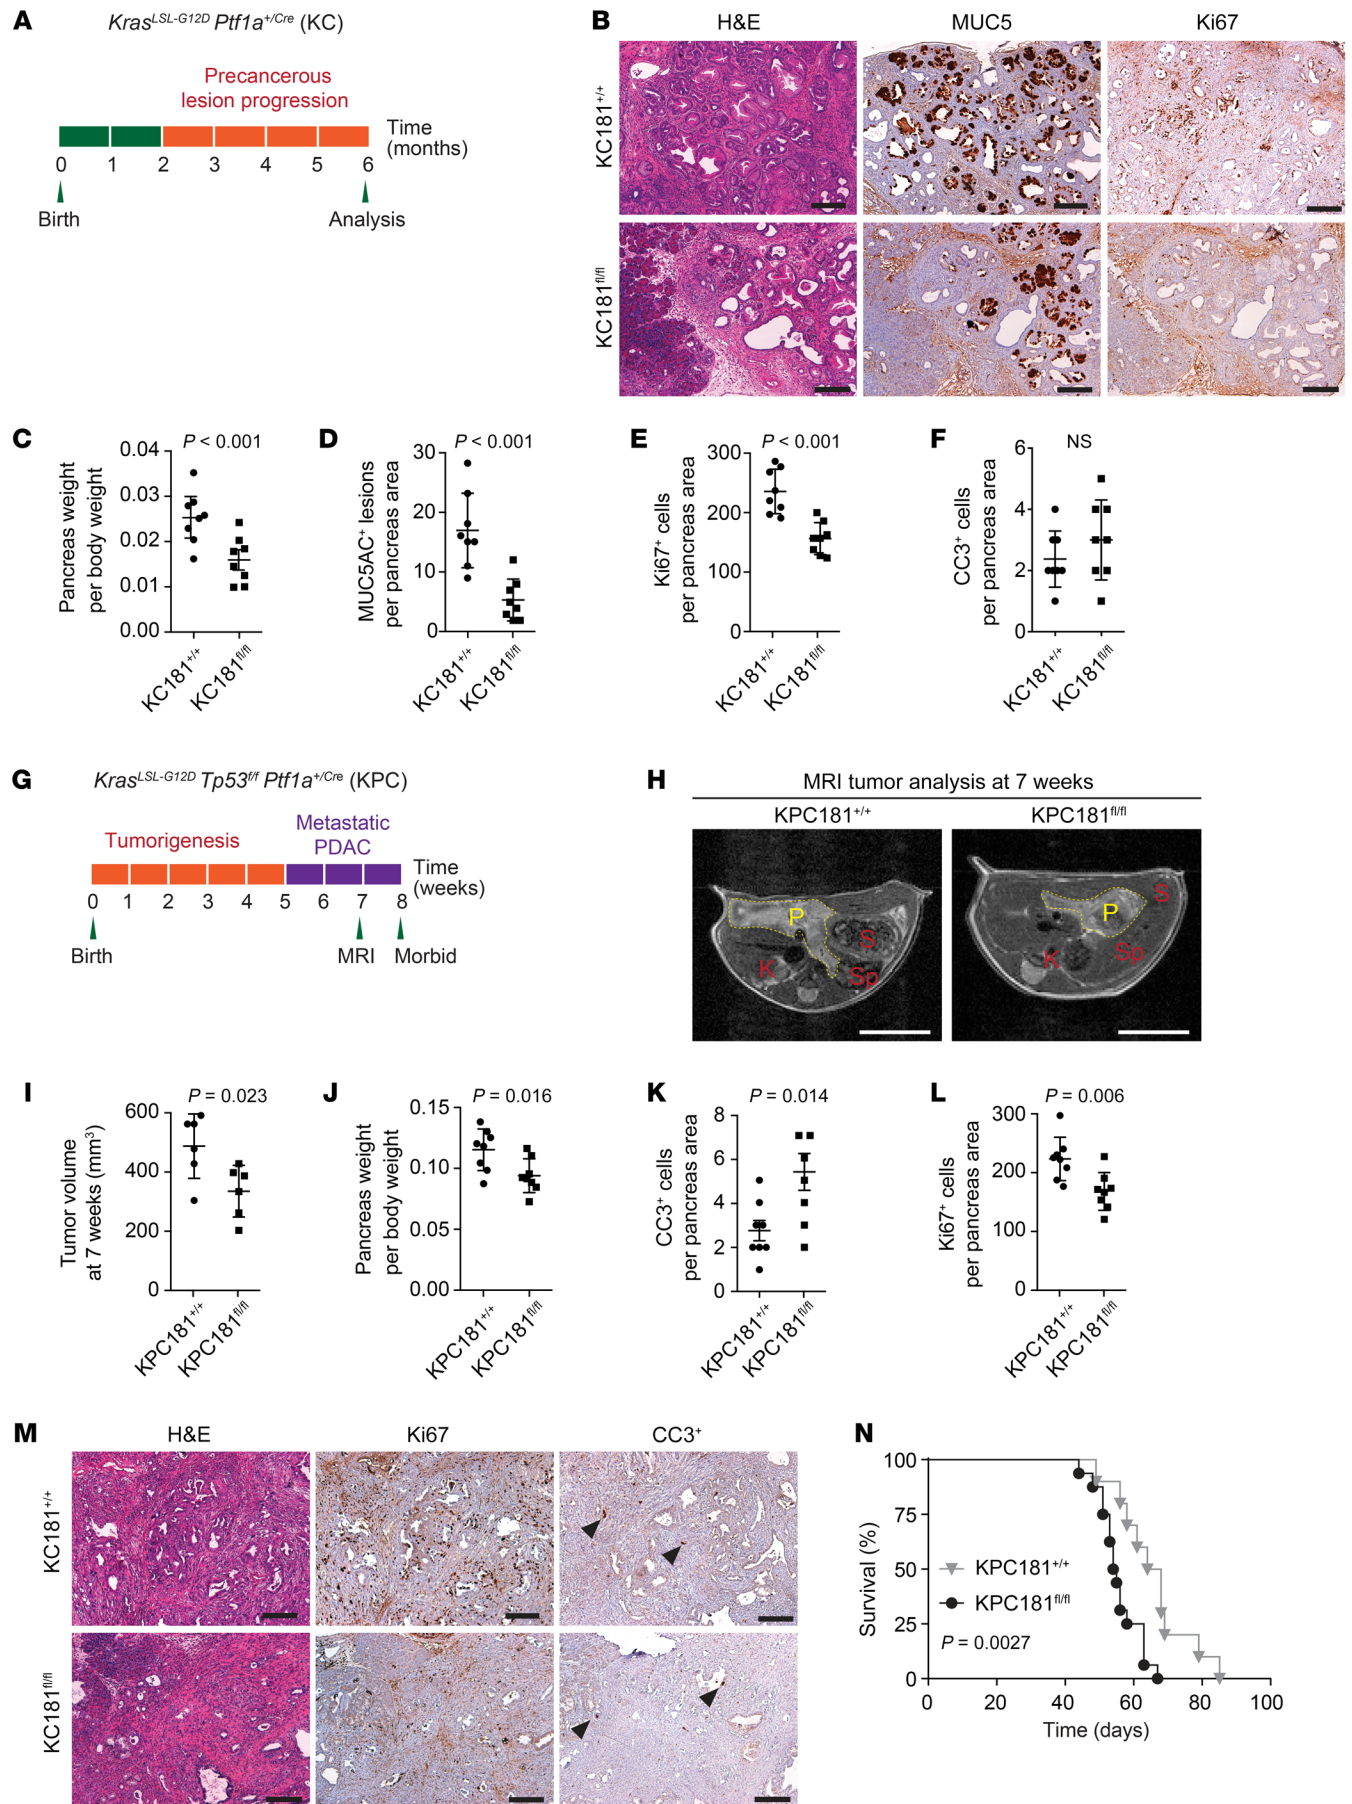 A
Kras^LSL-G12D Ptf1a^+/Cre (KC)
Precancerous
lesion progression
Time
(months)
0 1 2 3 4 5 6
Birth
Analysis
B
H&E MUC5 Ki67
KC181^+/+
KC181^fl/fl
C
Pancreas weight
per body weight
P < 0.001
0.04
0.03
0.02
0.01
0.00
KC181^+/+
KC181^fl/fl
D
MUC5AC^+ lesions
per pancreas area
P < 0.001
30
20
10
0
KC181^+/+
KC181^fl/fl
E
Ki67^+ cells
per pancreas area
P < 0.001
300
200
100
0
KC181^+/+
KC181^fl/fl
F
CC3^+ cells
per pancreas area
NS
6
4
2
0
KC181^+/+
KC181^fl/fl
G
Kras^LSL-G12D Tp53^f/f Ptf1a^+/Cre (KPC)
Tumorigenesis
Metastatic
PDAC
Time
(weeks)
0 1 2 3 4 5 6 7 8
Birth
MRI
Morbid
H
MRI tumor analysis at 7 weeks
KPC181^+/+
KPC181^fl/fl
P
S
K
Sp
P
S
K
Sp
I
Tumor volume
at 7 weeks (mm^3)
P = 0.023
600
400
200
0
KPC181^+/+
KPC181^fl/fl
J
Pancreas weight
per body weight
P = 0.016
0.15
0.10
0.05
0.00
KPC181^+/+
KPC181^fl/fl
K
CC3^+ cells
per pancreas area
P = 0.014
8
6
4
2
0
KPC181^+/+
KPC181^fl/fl
L
Ki67^+ cells
per pancreas area
P = 0.006
300
200
100
0
KPC181^+/+
KPC181^fl/fl
M
H&E Ki67 CC3^+
KC181^+/+
KC181^fl/fl
N
Survival (%)
100
75
50
25
0
KPC181^+/+
KPC181^fl/fl
P = 0.0027
0 20 40 60 80 100
Time (days)